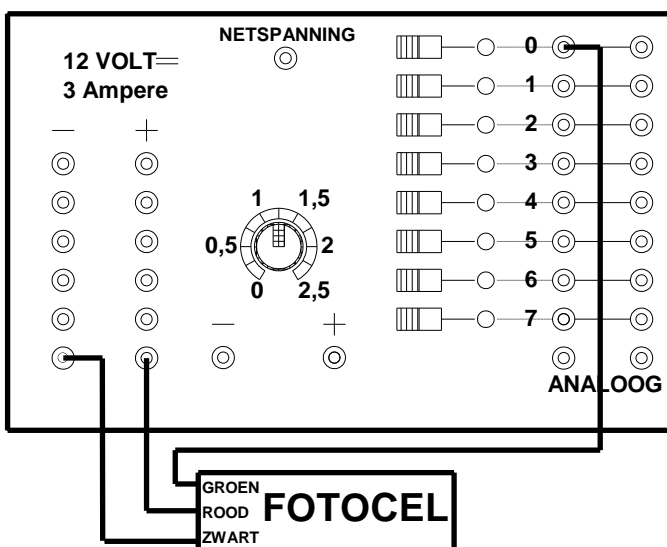 NETSPANNING
12 VOLT
3 Ampere
− +
0
1
2
3
4
5
6
7
1 1,5
0,5 2
0 2,5
− +
ANALOOG
GROEN
ROOD
ZWART
FOTOCEL